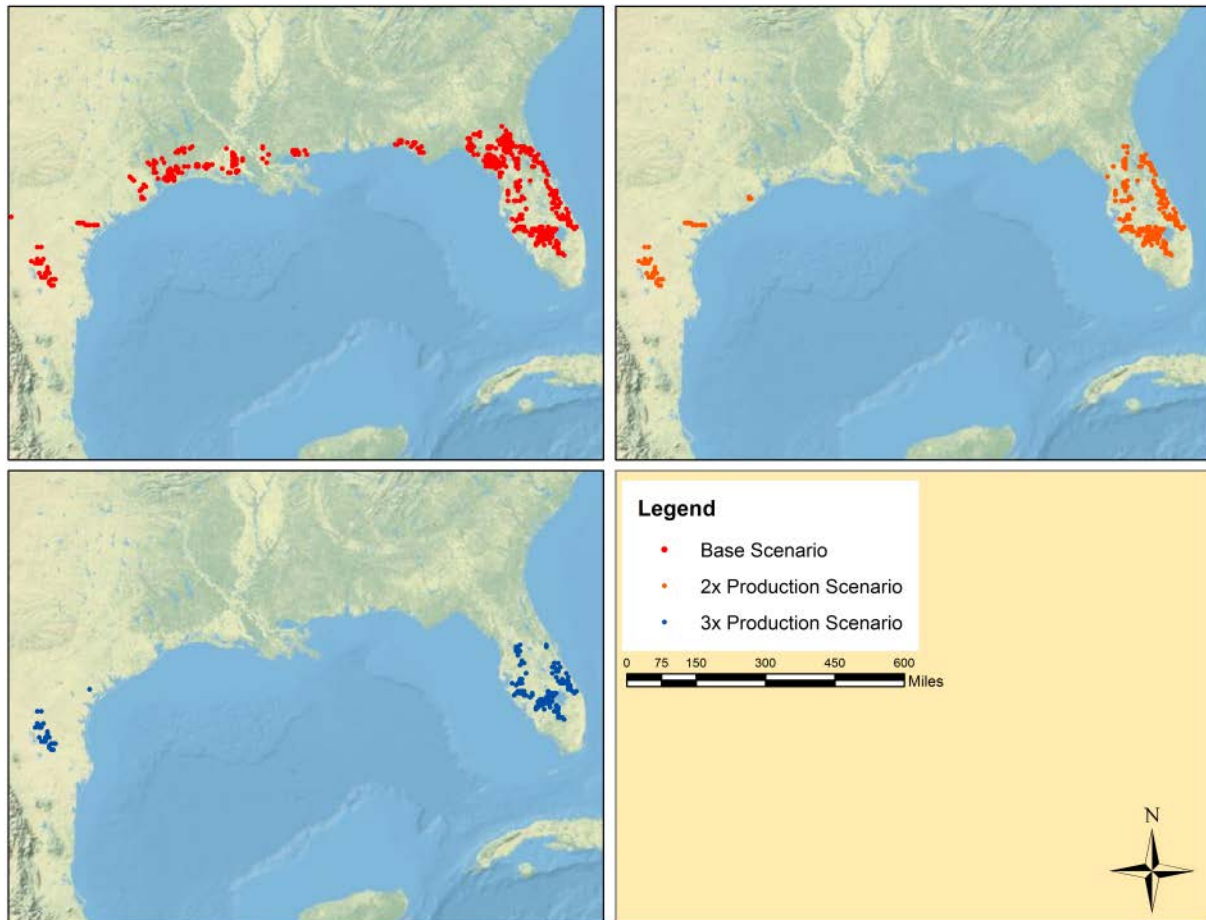 Legend
Base Scenario
2x Production Scenario
3x Production Scenario
0 75 150 300 450 600
Miles
N